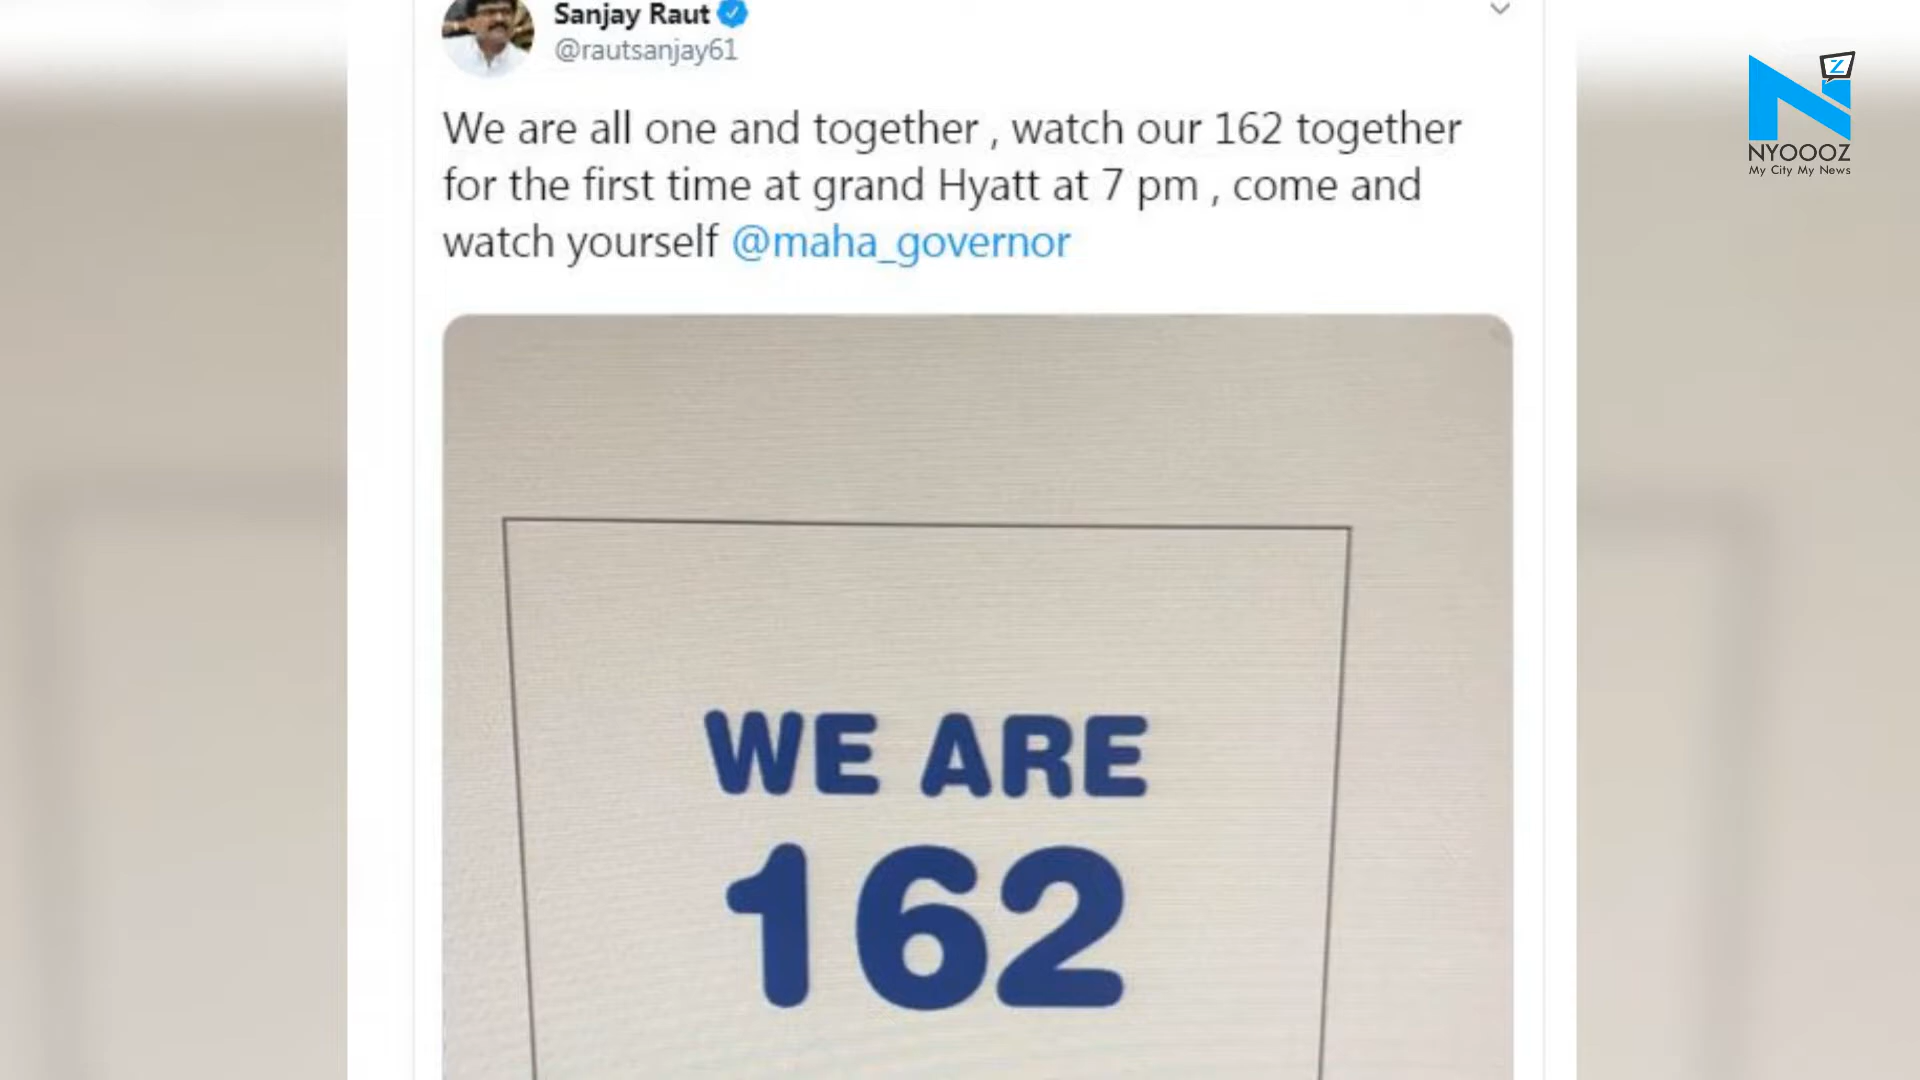 Sanjay Raut
@rautsanjay61
We are all one and together , watch our 162 together
for the first time at grand Hyatt at 7 pm , come and
watch yourself @maha_governor
WE ARE
162
Z
NYOOOZ
My City My News